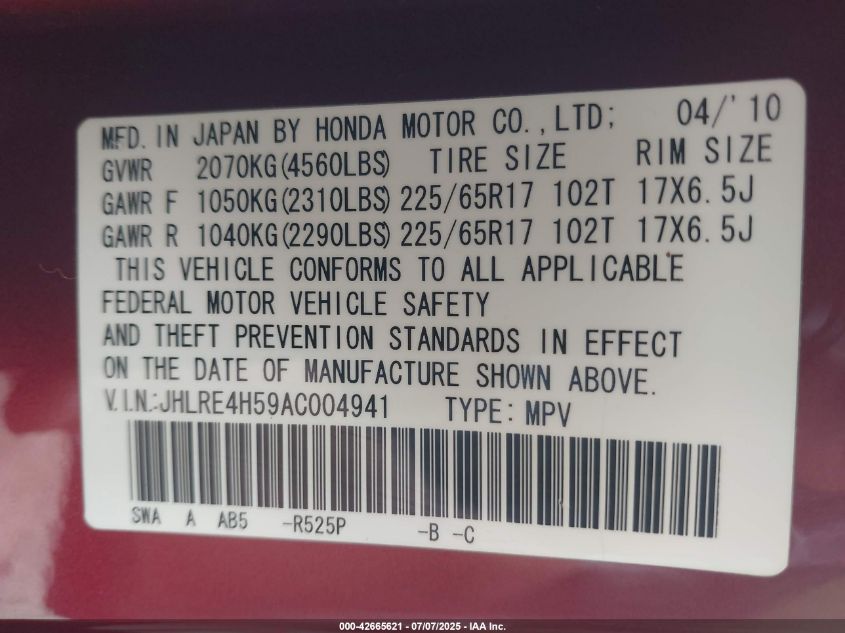 MFD. IN JAPAN BY HONDA MOTOR CO.,LTD; 04/'10
GVWR 2070KG(4560LBS) TIRE SIZE RIM SIZE
GAWR F 1050KG(2310LBS) 225/65R17 102T 17X6.5J
GAWR R 1040KG(2290LBS) 225/65R17 102T 17X6.5J
THIS VEHICLE CONFORMS TO ALL APPLICABLE
FEDERAL MOTOR VEHICLE SAFETY
AND THEFT PREVENTION STANDARDS IN EFFECT
ON THE DATE OF MANUFACTURE SHOWN ABOVE.
V.I.N.:JHLRE4H59AC004941 TYPE: MPV
SWA A AB5 -R525P -B -C
000-42665621 - 07/07/2025 - IAA Inc.